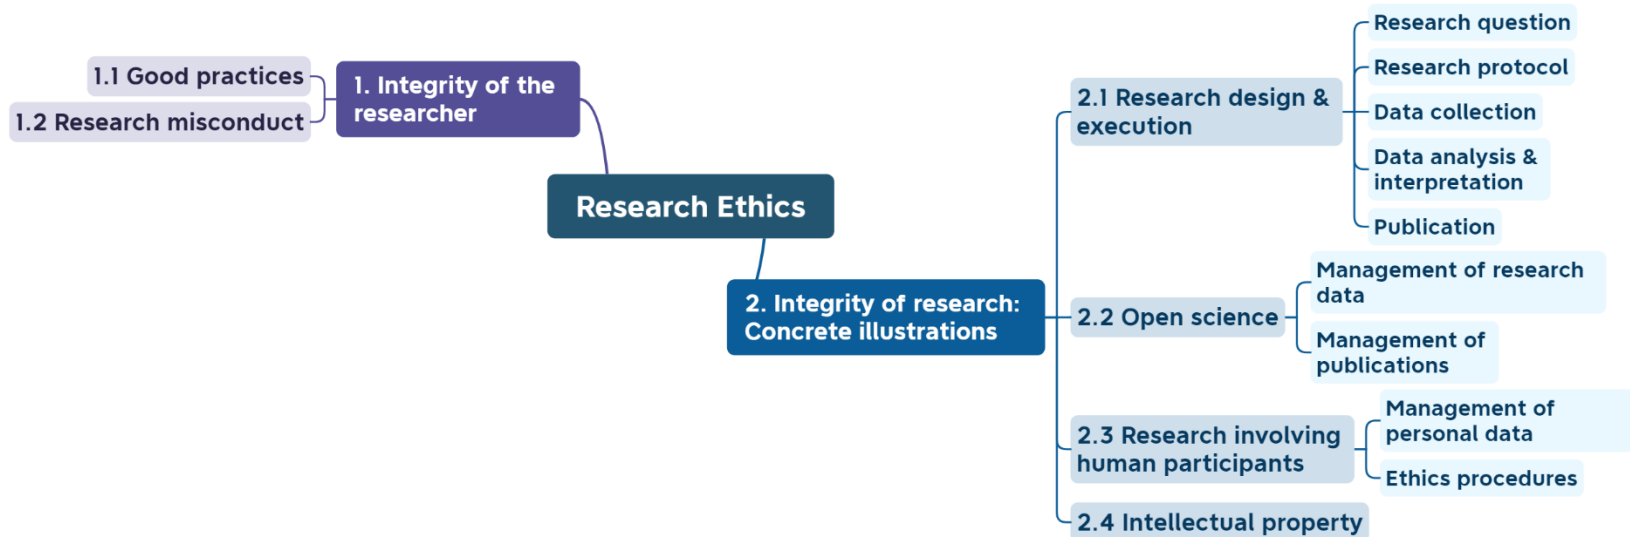 Research Ethics
1. Integrity of the
researcher
1.1 Good practices
1.2 Research misconduct
2. Integrity of research:
Concrete illustrations
2.1 Research design &
execution
Research question
Research protocol
Data collection
Data analysis &
interpretation
Publication
2.2 Open science
Management of research
data
Management of
publications
2.3 Research involving
human participants
Management of
personal data
Ethics procedures
2.4 Intellectual property